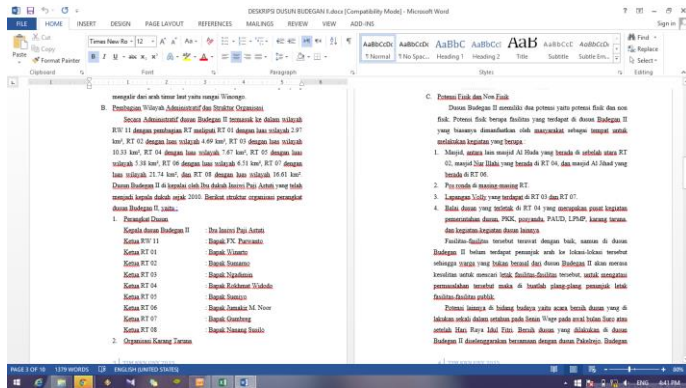 DESKRIPSI DUSUN BUDEGAN fi.docx [Compatibility Mode] - Microsoft Word
Sign in
FILE HOME INSERT DESIGN PAGE LAYOUT REFERENCES MAILINGS REVIEW VIEW ADD-INS
Cut
Copy
Format Painter
Paste
Times New Ro 12
AaBbCcDc AaBbCcDc AaBbC AaBbCcI AaB AaBbCcC AaBbCcDc
1 Normal 1 No Spac... Heading 1 Heading 2 Title Subtitle Subtle Em...
Find
Replace
Select
Clipboard Font Paragraph Styles Editing
mengalir dari arah timur laut yaitu sungai Winongo.
B. Pembagian Wilayah Administratif dan Struktur Organisasi
Secara Administratif dusun Budegan II termasuk ke dalam wilayah
RW 11 dengan pembagian RT meliputi RT 01 dengan luas wilayah 2.97
km², RT 02 dengan luas wilayah 4.69 km², RT 03 dengan luas wilayah
10.33 km², RT 04 dengan luas wilayah 7.67 km², RT 05 dengan luas
wilayah 5.38 km², RT 06 dengan luas wilayah 6.51 km², RT 07 dengan
luas wilayah 21.74 km², dan RT 08 dengan luas wilayah 16.61 km².
Dusun Budegan II di kepalai oleh Ibu dukuh Insiwi Puji Astuti yang telah
menjadi kepala dukuh sejak 2010. Berikut struktur organisasi perangkat
dusun Budegan II, yaitu :
1. Perangkat Dusun
Kepala dusun Budegan II : Ibu Insiwi Puji Astuti
Ketua RW 11 : Bapak FX. Purwanto
Ketua RT 01 : Bapak Winarto
Ketua RT 02 : Bapak Sumarno
Ketua RT 03 : Bapak Ngadimin
Ketua RT 04 : Bapak Rokhmat Widodo
Ketua RT 05 : Bapak Sumiyo
Ketua RT 06 : Bapak Jumakir M. Noor
Ketua RT 07 : Bapak Gumbreg
Ketua RT 08 : Bapak Nanang Susilo
2. Organisasi Karang Taruna
C. Potensi Fisik dan Non Fisik
Dusun Budegan II memiliki dua potensi yaitu potensi fisik dan non
fisik. Potensi fisik berupa fasilitas yang terdapat di dusun Budegan II
yang biasanya dimanfaatkan oleh masyarakat sebagai tempat untuk
melakukan kegiatan yang berupa :
1. Masjid, antara lain masjid Al Huda yang berada di sebelah utara RT
02, masjid Nur Illahi yang berada di RT 04, dan masjid Al Jihad yang
berada di RT 06.
2. Pos ronda di masing-masing RT.
3. Lapangan Volly yang terdapat di RT 03 dan RT 07.
4. Balai dusun yang terletak di RT 04 yang merupakan pusat kegiatan
pemerintahan dusun, PKK, posyandu, PAUD, LPMP, karang taruna,
dan kegiatan-kegiatan dusun lainnya.
Fasilitas-fasilitas tersebut terawat dengan baik, namun di dusun
Budegan II belum terdapat penunjuk arah ke lokasi-lokasi tersebut
sehingga warga yang bukan berasal dari dusun Budegan II akan merasa
kesulitan untuk mencari letak fasilitas-fasilitas tersebut, untuk mengatasi
permasalahan tersebut maka di buatlah plang-plang penunjuk letak
fasilitas-fasilitas publik.
Potensi lainnya di bidang budaya yaitu acara bersih dusun yang di
lakukan sekali dalam setahun pada Senin Wage pada awal bulan Suro atau
setelah Hari Raya Idul Fitri. Bersih dusun yang dilakukan di dusun
Budegan II diselenggarakan bersamaan dengan dusun Pakelrejo. Budegan
PAGE 3 OF 10 1379 WORDS ENGLISH (UNITED STATES)
80%
ENG 4:41 PM